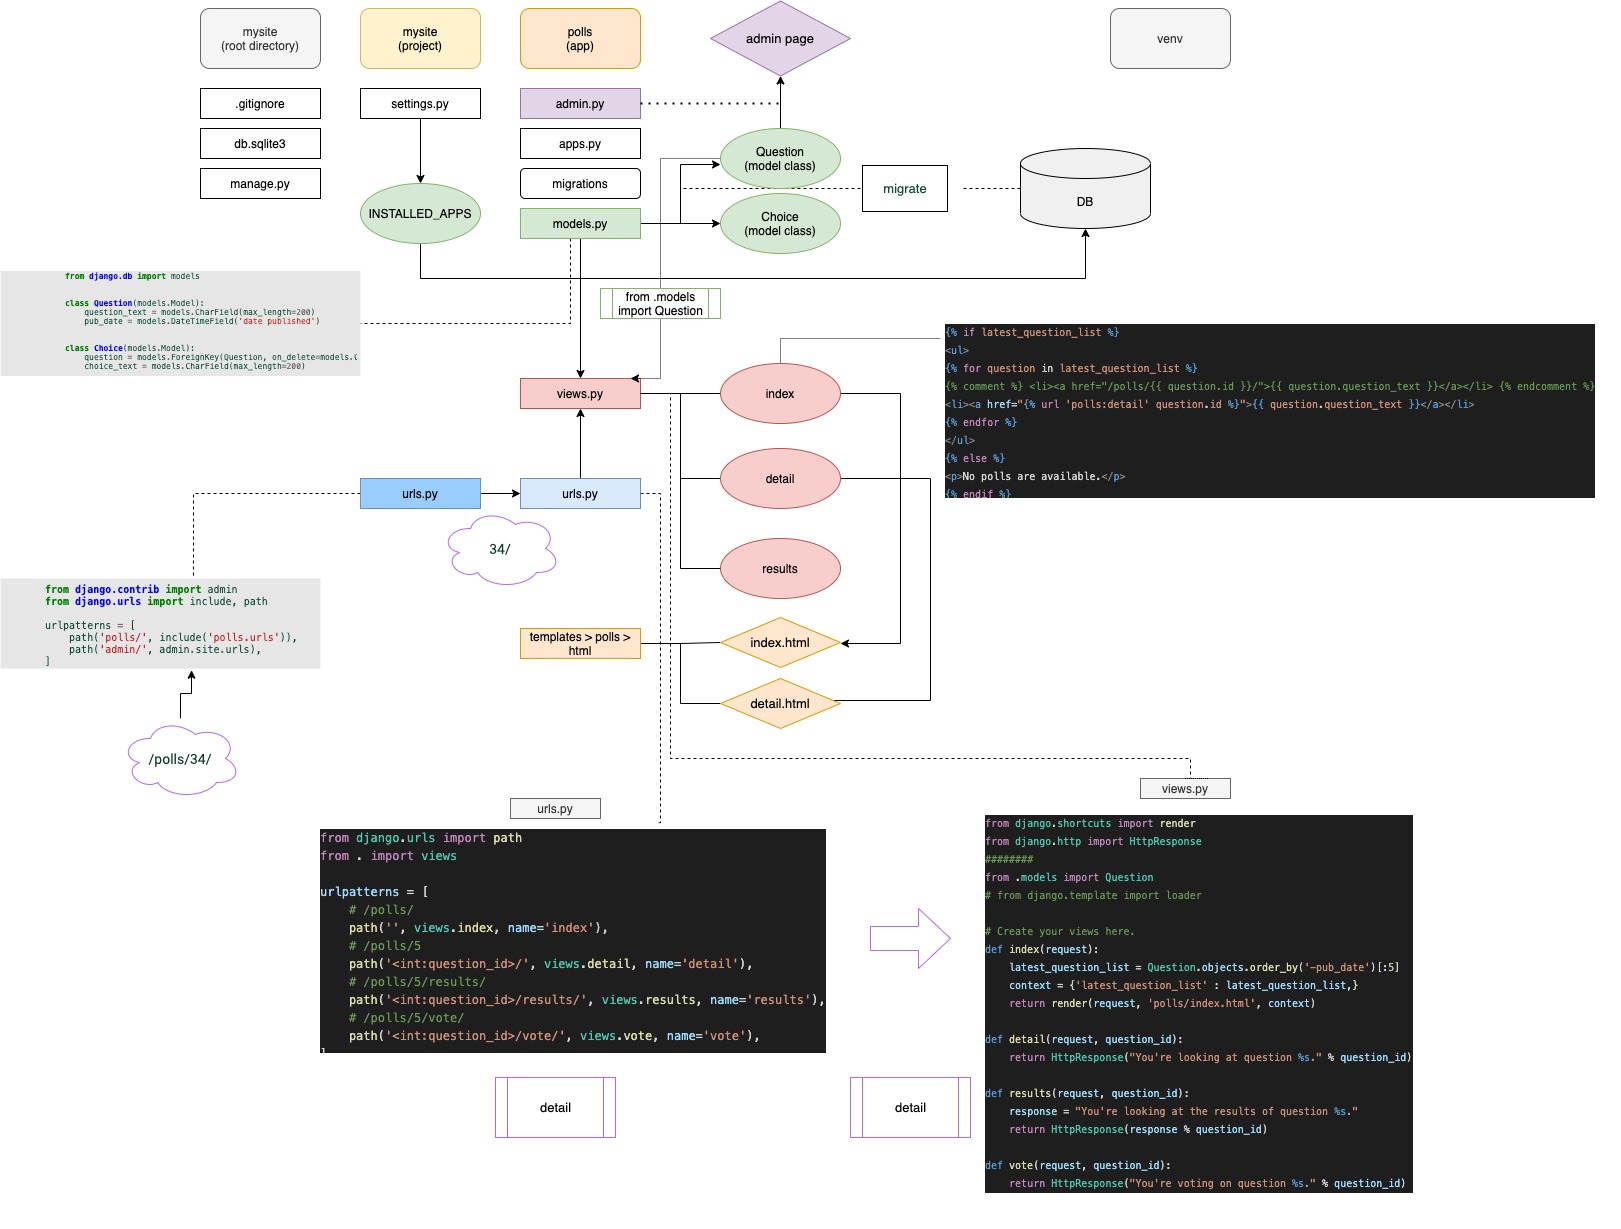 mysite
(root directory)
mysite
(project)
polls
(app)
admin page
venv
.gitignore
settings.py
admin.py
db.sqlite3
apps.py
Question
(model class)
manage.py
migrations
migrate
INSTALLED_APPS
models.py
Choice
(model class)
DB
from django.db import models
class Question(models.Model):
question_text = models.CharField(max_length=200)
pub_date = models.DateTimeField('date published')
class Choice(models.Model):
question = models.ForeignKey(Question, on_delete=models.C
choice_text = models.CharField(max_length=200)
from .models
import Question
{% if latest_question_list %}
<ul>
{% for question in latest_question_list %}
{% comment %} <li><a href="/polls/{{ question.id }}/">{{ question.question_text }}</a></li> {% endcomment %}
<li><a href="{% url 'polls:detail' question.id %}">{{ question.question_text }}</a></li>
{% endfor %}
</ul>
{% else %}
<p>No polls are available.</p>
{% endif %}
views.py
index
detail
results
urls.py
urls.py
34/
from django.contrib import admin
from django.urls import include, path
urlpatterns = [
path('polls/', include('polls.urls')),
path('admin/', admin.site.urls),
]
templates > polls >
html
index.html
detail.html
/polls/34/
urls.py
from django.urls import path
from . import views
urlpatterns = [
# /polls/
path('', views.index, name='index'),
# /polls/5
path('<int:question_id>/', views.detail, name='detail'),
# /polls/5/results/
path('<int:question_id>/results/', views.results, name='results'),
# /polls/5/vote/
path('<int:question_id>/vote/', views.vote, name='vote'),
]
views.py
from django.shortcuts import render
from django.http import HttpResponse
########
from .models import Question
# from django.template import loader
# Create your views here.
def index(request):
latest_question_list = Question.objects.order_by('-pub_date')[:5]
context = {'latest_question_list' : latest_question_list,}
return render(request, 'polls/index.html', context)
def detail(request, question_id):
return HttpResponse("You're looking at question %s." % question_id)
def results(request, question_id):
response = "You're looking at the results of question %s."
return HttpResponse(response % question_id)
def vote(request, question_id):
return HttpResponse("You're voting on question %s." % question_id)
detail
detail